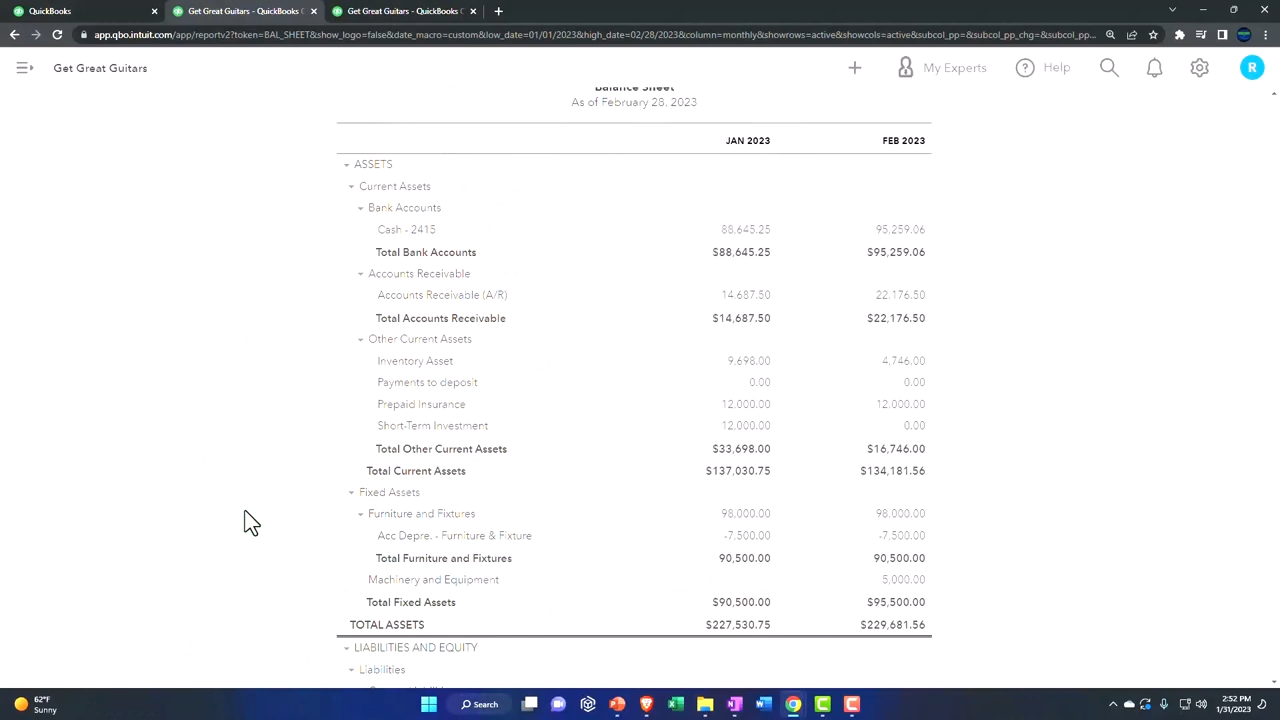 QuickBooks
Get Great Guitars - QuickBooks C
Get Great Guitars - QuickBooks C
app.qbo.intuit.com/app/reportv2?token=BAL_SHEET&show_logo=false&date_macro=custom&low_date=01/01/2023&high_date=02/28/2023&column=monthly&showrows=active&showcols=active&subcol_pp=&subcol_pp_chg=&subcol_pp...
Get Great Guitars
My Experts
Help
R
Balance Sheet
As of February 28, 2023
JAN 2023 FEB 2023
ASSETS
Current Assets
Bank Accounts
Cash - 2415 88,645.25 95,259.06
Total Bank Accounts $88,645.25 $95,259.06
Accounts Receivable
Accounts Receivable (A/R) 14,687.50 22,176.50
Total Accounts Receivable $14,687.50 $22,176.50
Other Current Assets
Inventory Asset 9,698.00 4,746.00
Payments to deposit 0.00 0.00
Prepaid Insurance 12,000.00 12,000.00
Short-Term Investment 12,000.00 0.00
Total Other Current Assets $33,698.00 $16,746.00
Total Current Assets $137,030.75 $134,181.56
Fixed Assets
Furniture and Fixtures 98,000.00 98,000.00
Acc Depre. - Furniture & Fixture -7,500.00 -7,500.00
Total Furniture and Fixtures 90,500.00 90,500.00
Machinery and Equipment 5,000.00
Total Fixed Assets $90,500.00 $95,500.00
TOTAL ASSETS $227,530.75 $229,681.56
LIABILITIES AND EQUITY
Liabilities
62°F
Sunny
Search
2:52 PM
1/31/2023